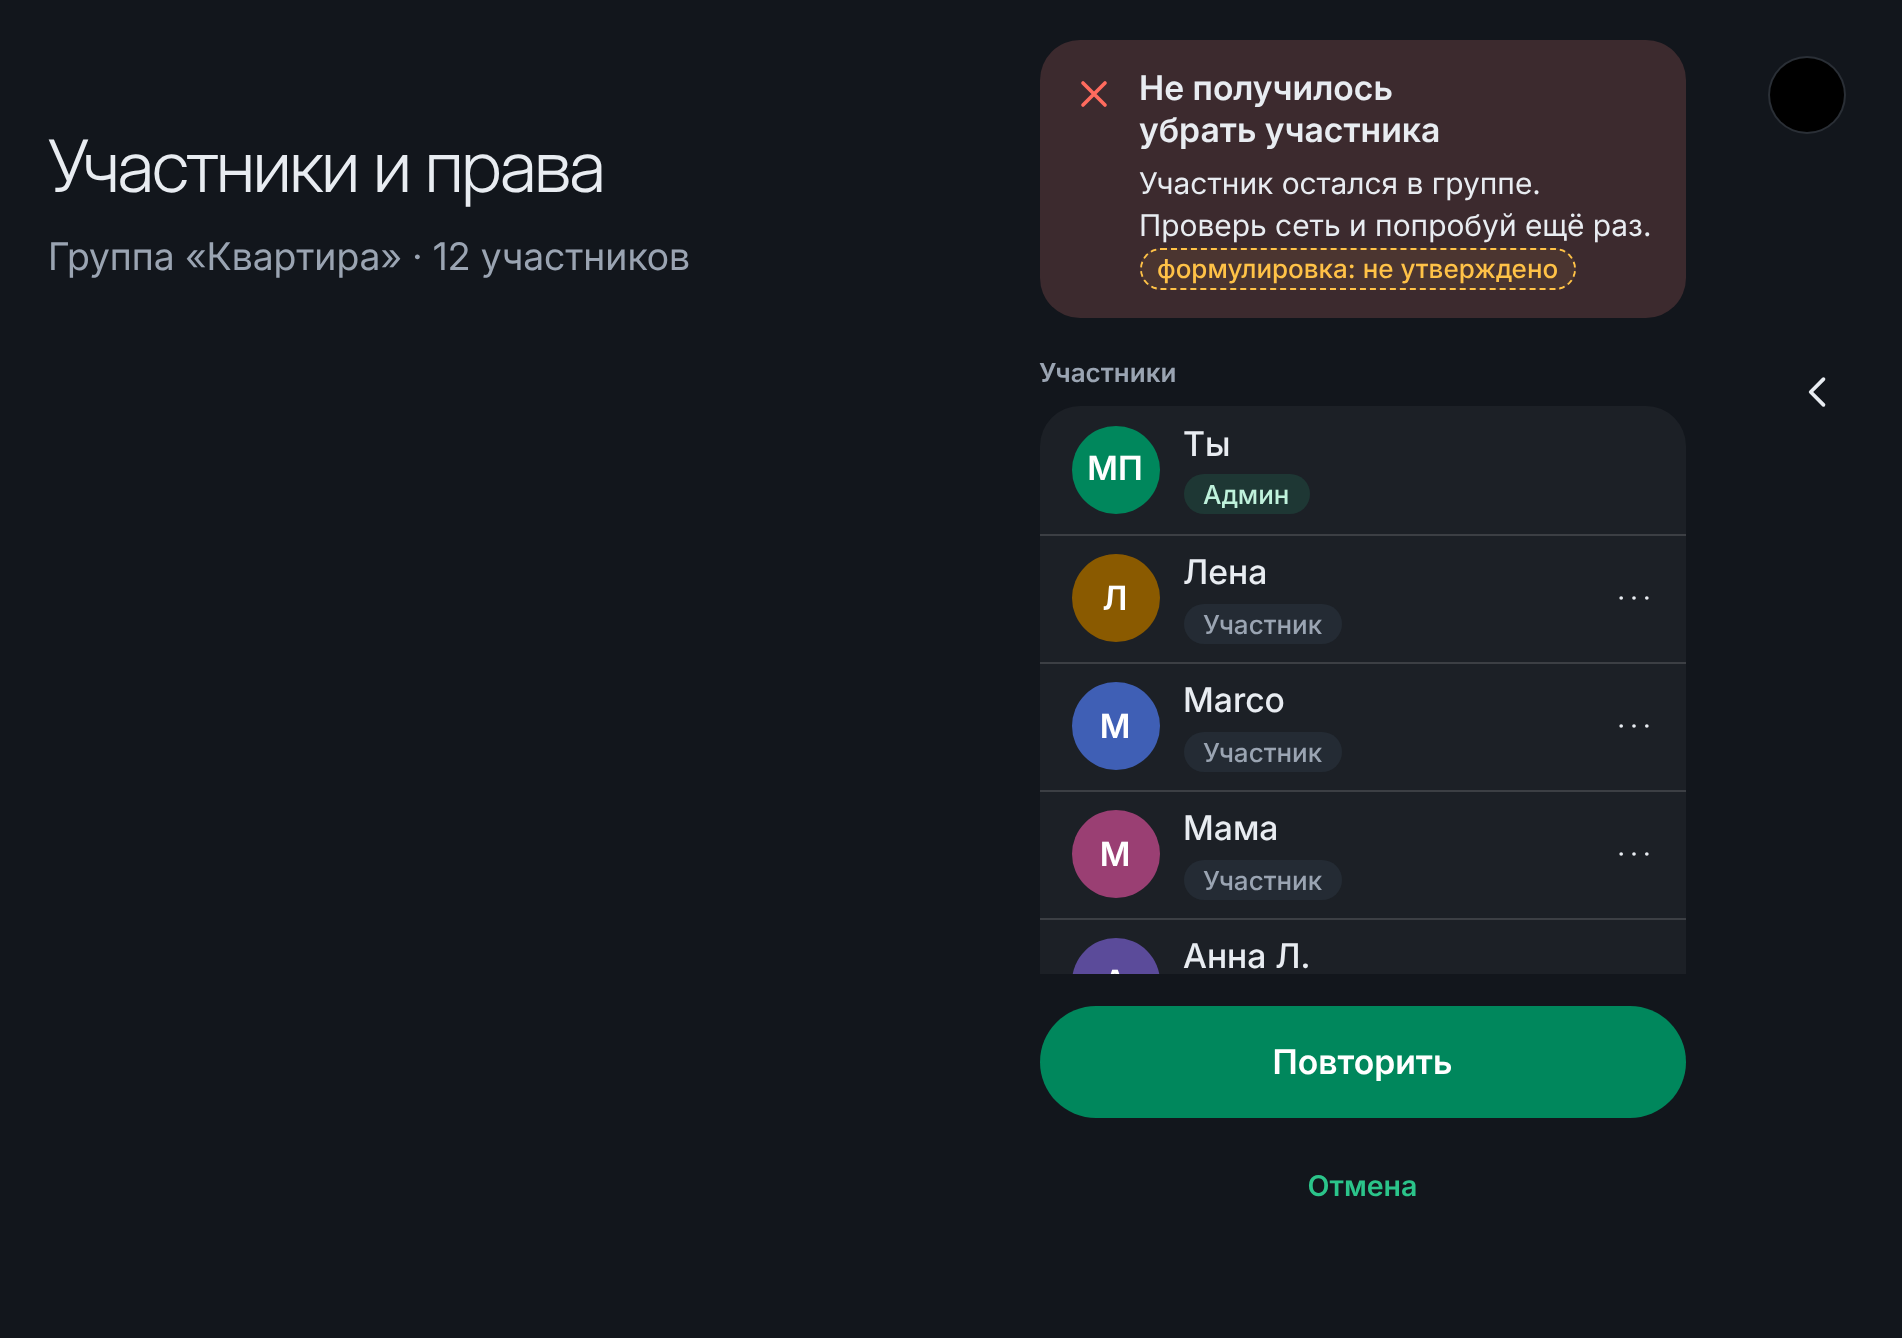 Участники и права
Группа «Квартира» · 12 участников
Не получилось
убрать участника
Участник остался в группе.
Проверь сеть и попробуй ещё раз.
формулировка: не утверждено
Участники
МП
Ты
Админ
Л
Лена
Участник
M
Marco
Участник
М
Мама
Участник
Анна Л.
Повторить
Отмена